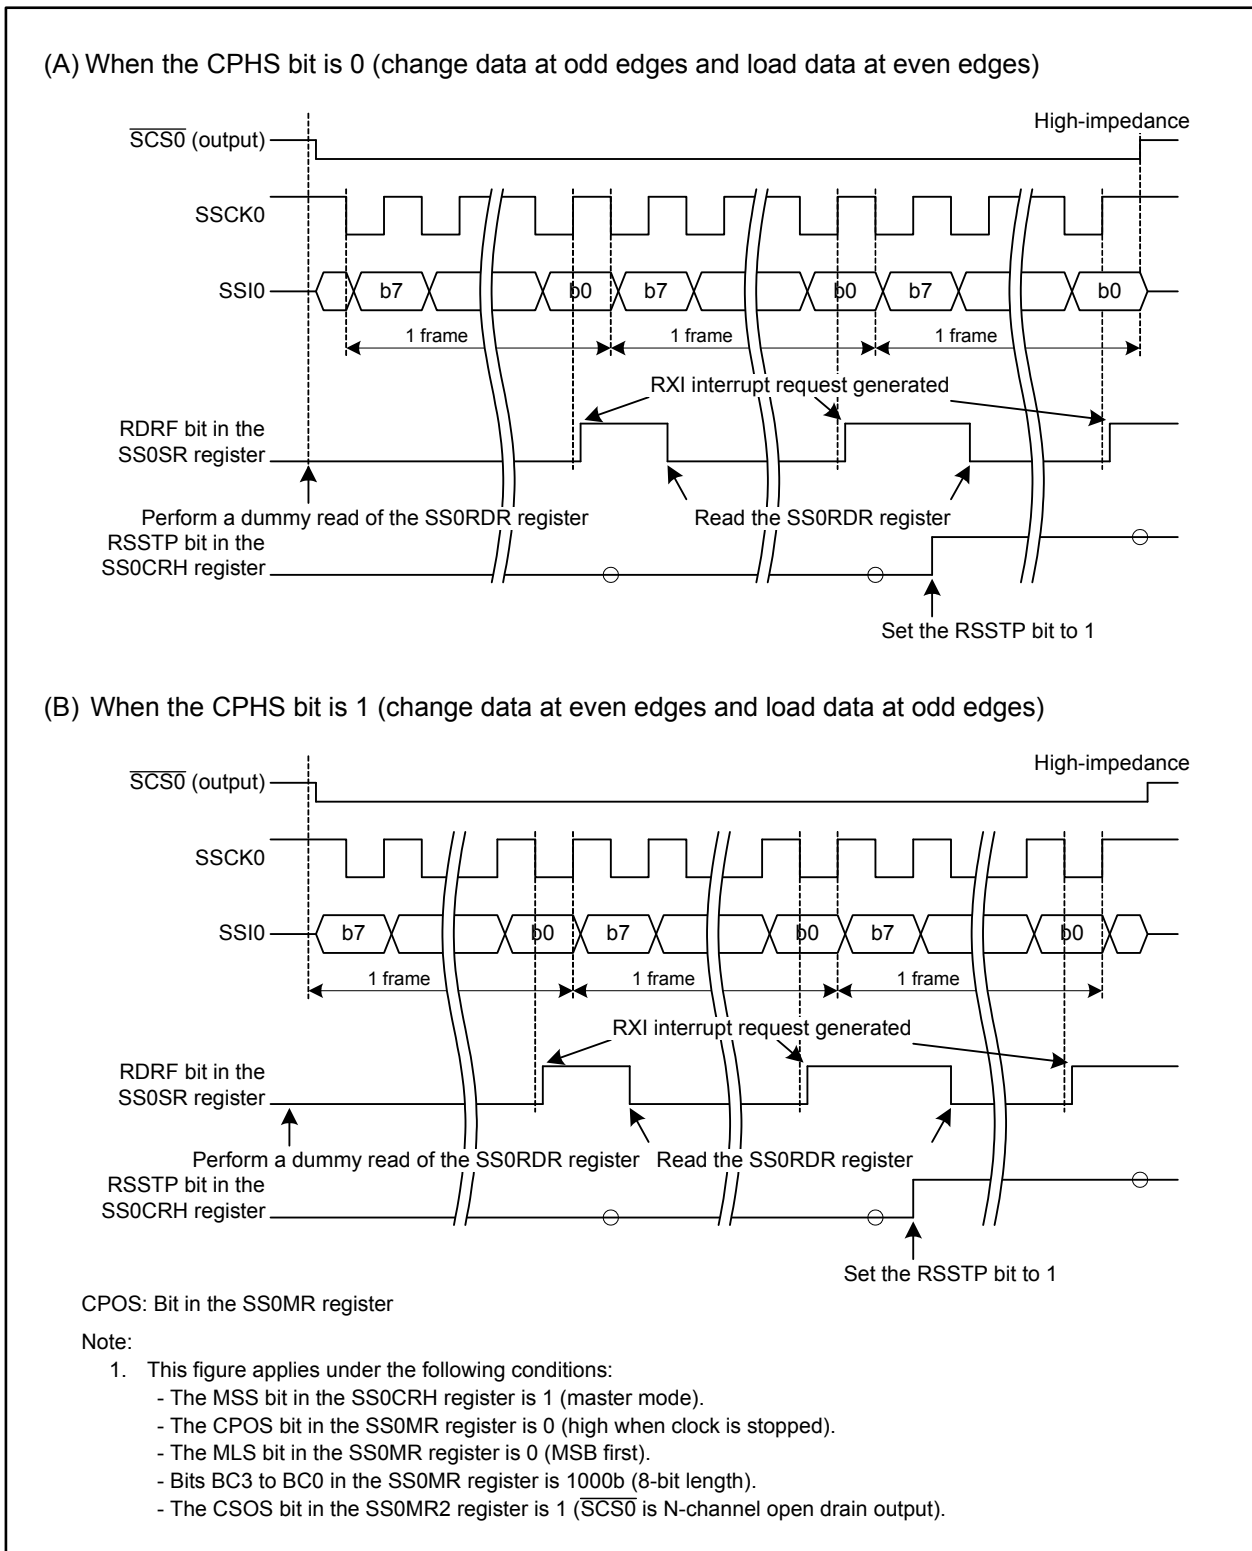 (A) When the CPHS bit is 0 (change data at odd edges and load data at even edges)
High-impedance
SCS0 (output)
SSCK0
SSI0
b7 b0 b7 b0 b7 b0
1 frame 1 frame 1 frame
RXI interrupt request generated
RDRF bit in the
SS0SR register
Perform a dummy read of the SS0RDR register Read the SS0RDR register
RSSTP bit in the
SS0CRH register
Set the RSSTP bit to 1
(B) When the CPHS bit is 1 (change data at even edges and load data at odd edges)
High-impedance
SCS0 (output)
SSCK0
SSI0
b7 b0 b7 b0 b7 b0
1 frame 1 frame 1 frame
RXI interrupt request generated
RDRF bit in the
SS0SR register
Perform a dummy read of the SS0RDR register Read the SS0RDR register
RSSTP bit in the
SS0CRH register
Set the RSSTP bit to 1
CPOS: Bit in the SS0MR register
Note:
1. This figure applies under the following conditions:
- The MSS bit in the SS0CRH register is 1 (master mode).
- The CPOS bit in the SS0MR register is 0 (high when clock is stopped).
- The MLS bit in the SS0MR register is 0 (MSB first).
- Bits BC3 to BC0 in the SS0MR register is 1000b (8-bit length).
- The CSOS bit in the SS0MR2 register is 1 (SCS0 is N-channel open drain output).